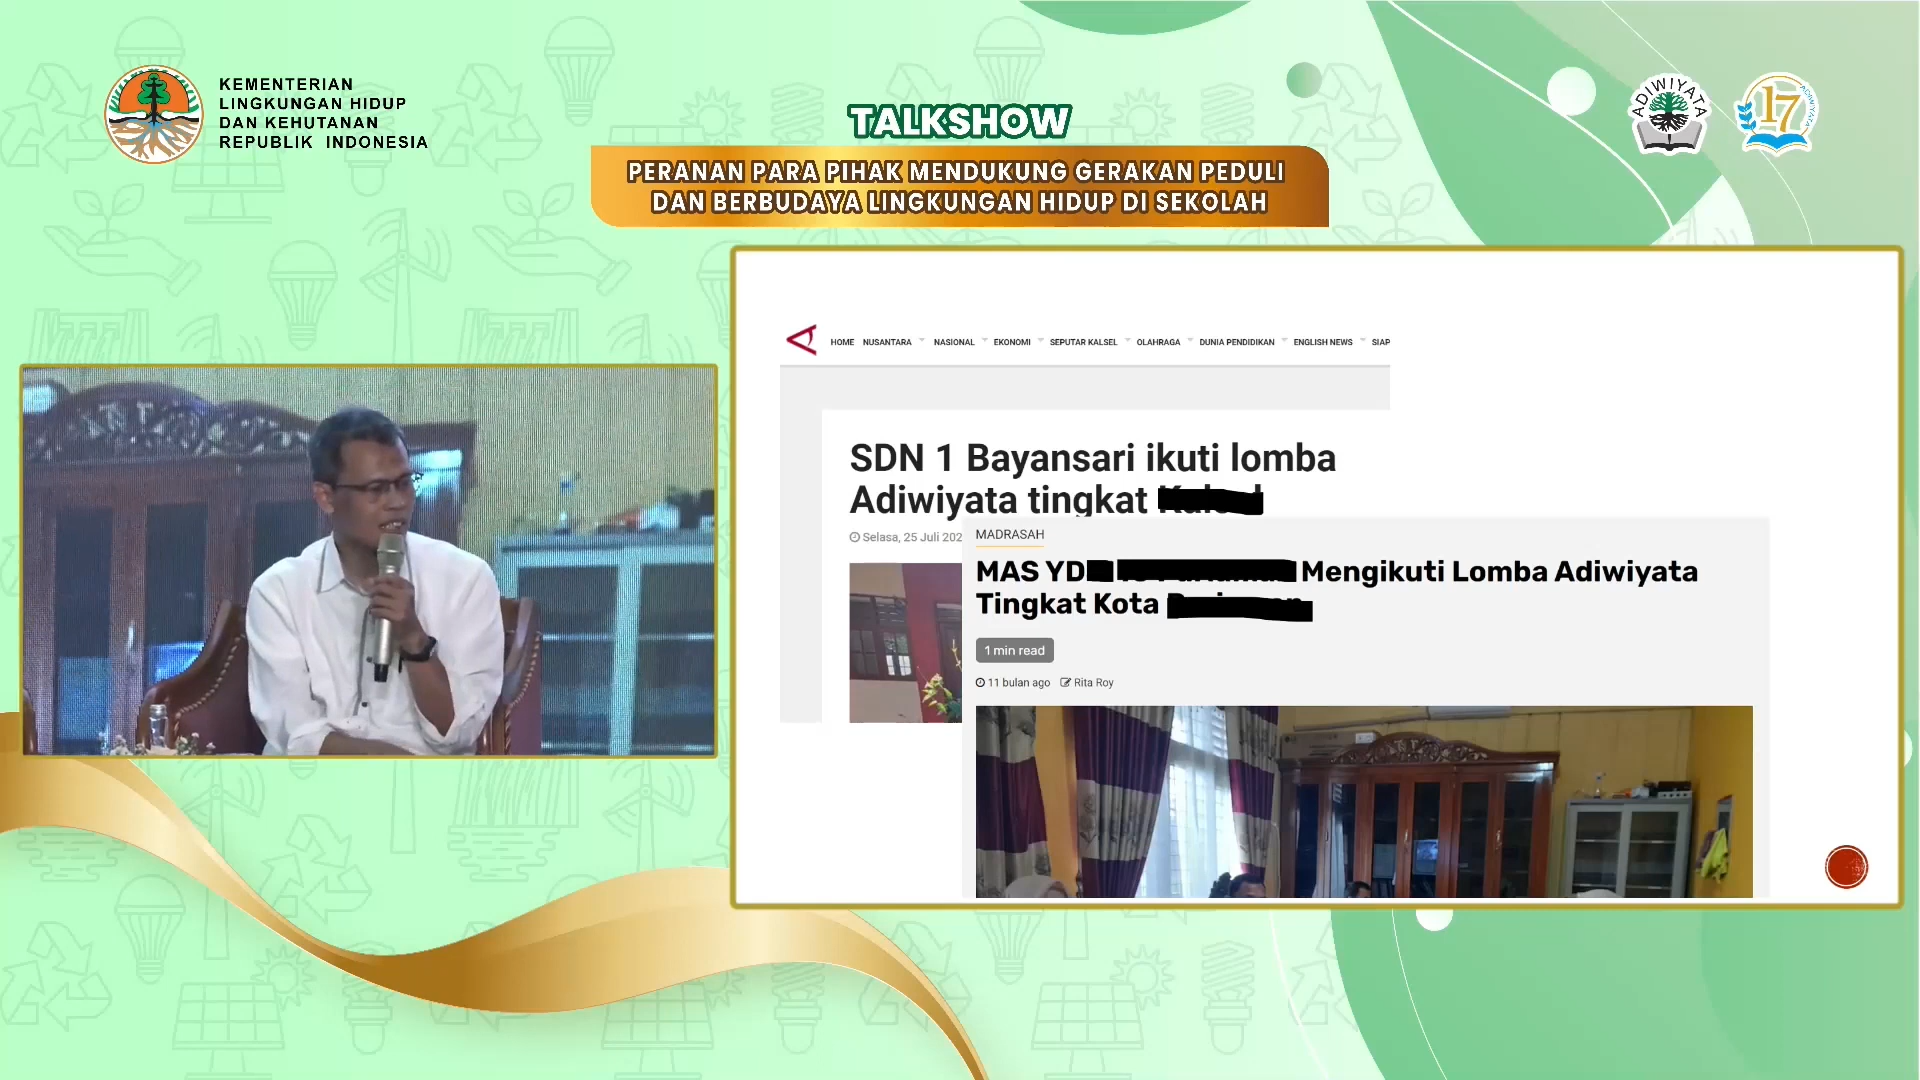 KEMENTERIAN
LINGKUNGAN HIDUP
DAN KEHUTANAN
REPUBLIK INDONESIA
TALKSHOW
PERANAN PARA PIHAK MENDUKUNG GERAKAN PEDULI
DAN BERBUDAYA LINGKUNGAN HIDUP DI SEKOLAH
ADIWIYATA
17
ADIWIYATA
HOME NUSANTARA NASIONAL EKONOMI SEPUTAR KALSEL OLAHRAGA DUNIA PENDIDIKAN ENGLISH NEWS SIAP
SDN 1 Bayansari ikuti lomba
Adiwiyata tingkat
Selasa, 25 Juli 202
MADRASAH
MAS YD Mengikuti Lomba Adiwiyata
Tingkat Kota
1 min read
11 bulan ago Rita Roy